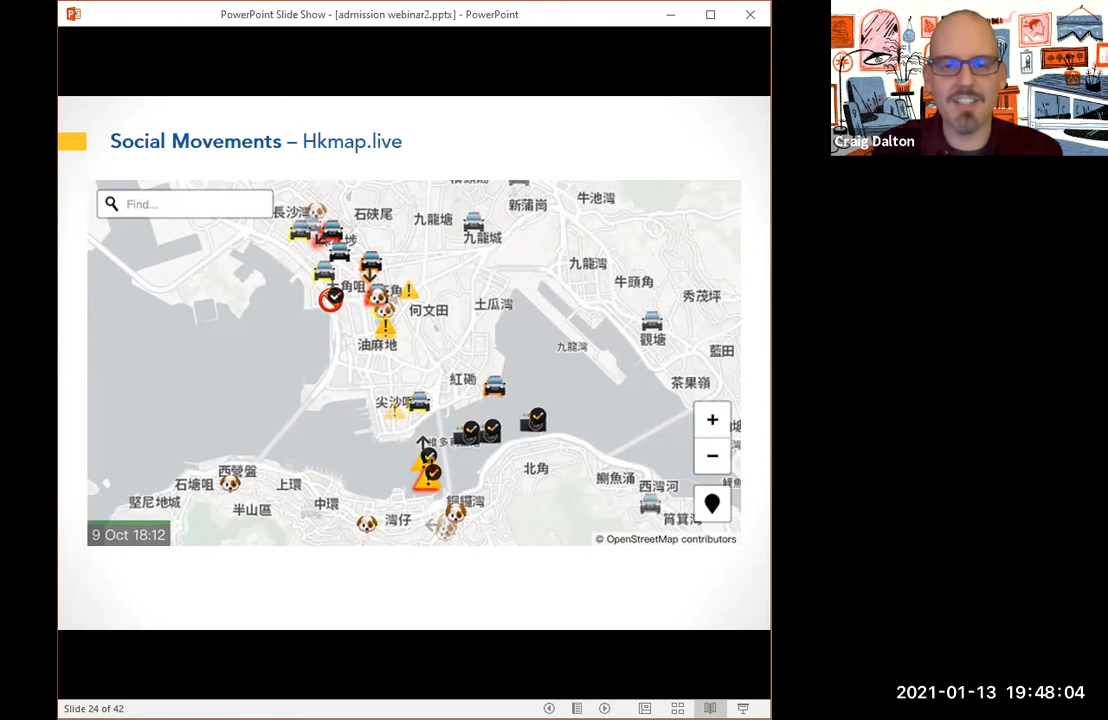 PowerPoint Slide Show - [admission webinar2.pptx] - PowerPoint
Craig Dalton
Social Movements – Hkmap.live
Find...
牛池灣
新蒲崗
長沙灣
石硤尾
九龍塘
九龍城
九龍灣
牛頭角
秀茂坪
大角咀
何文田
土瓜灣
油麻地
觀塘
九龍灣
藍田
紅磡
茶果嶺
尖沙咀
+
−
北角
西營盤
鰂魚涌
西灣河
石塘咀
上環
堅尼地城
中環
銅鑼灣
半山區
灣仔
9 Oct 18:12
© OpenStreetMap contributors
2021-01-13 19:48:04
Slide 24 of 42